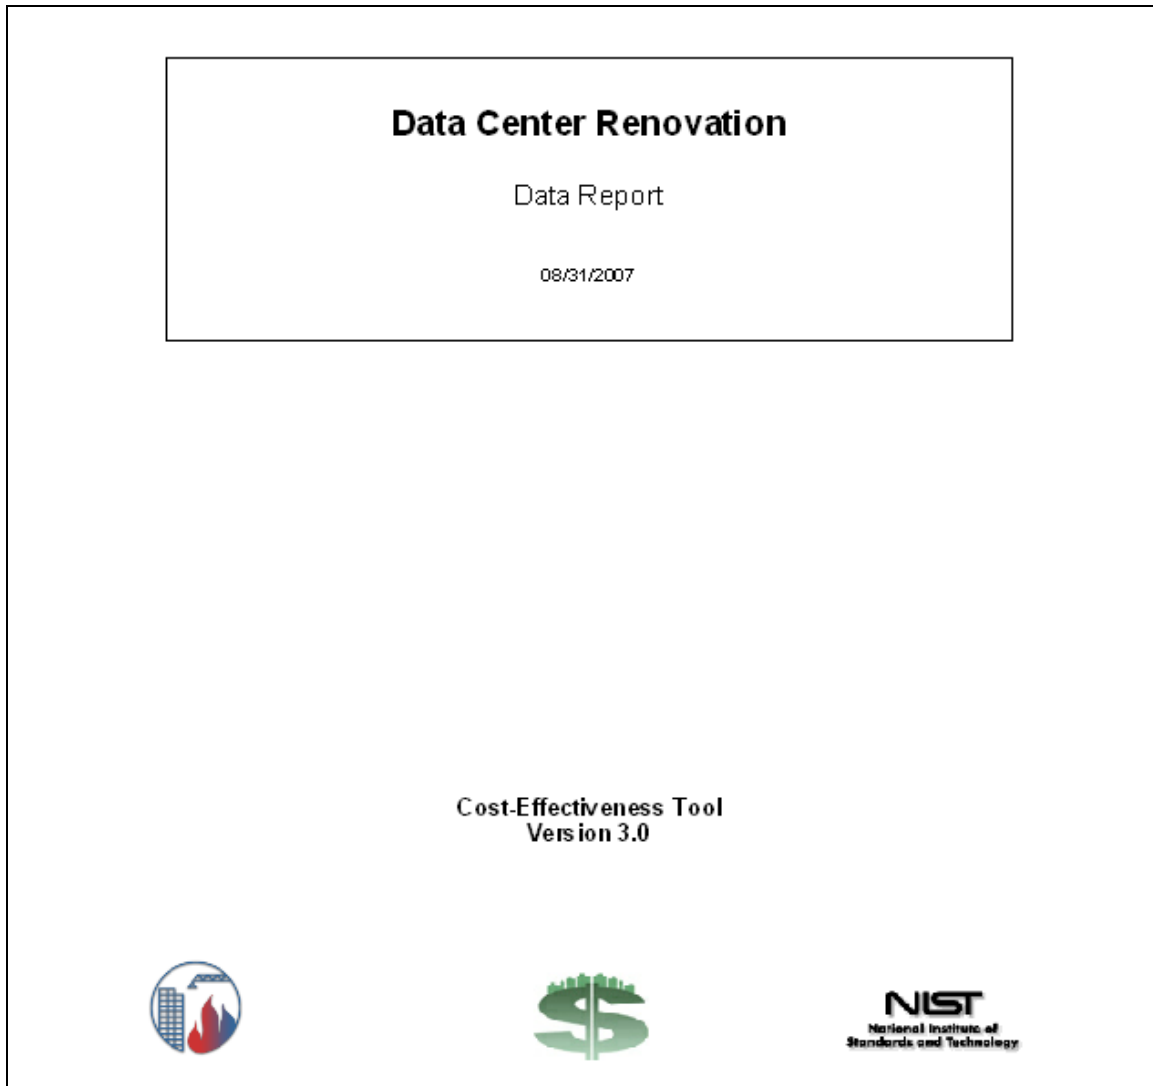 Data Center Renovation
Data Report
08/31/2007
Cost-Effectiveness Tool
Version 3.0
NIST
National Institute of
Standards and Technology